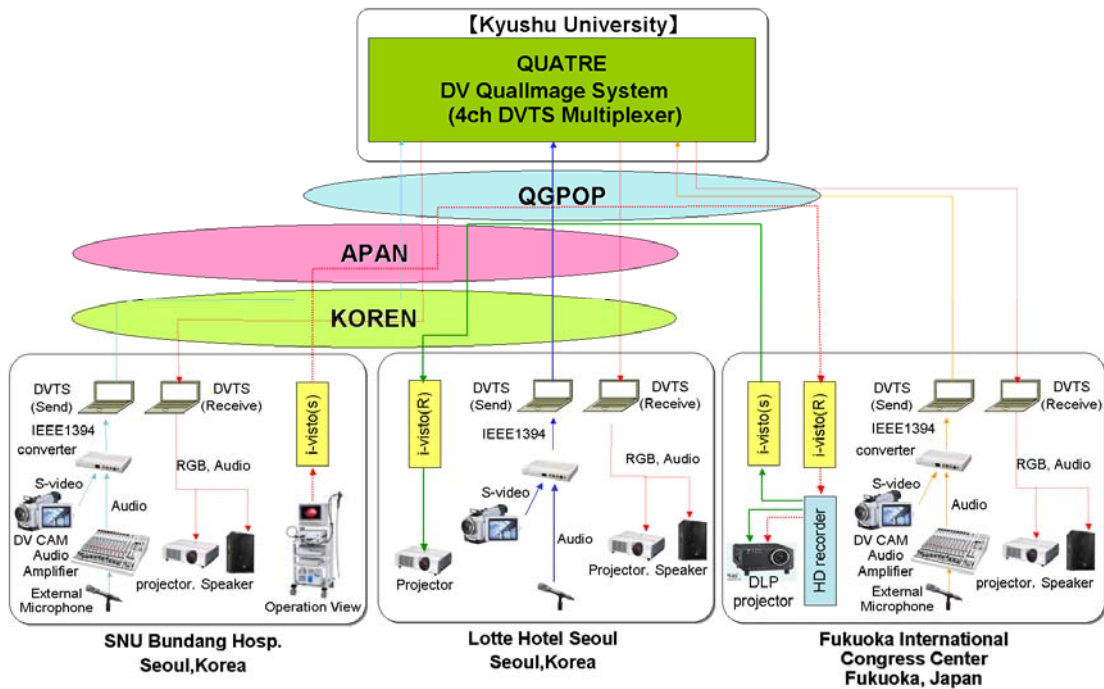 【Kyushu University】
QUATRE
DV QualImage System
(4ch DVTS Multiplexer)
QGPOP
APAN
KOREN
DVTS
(Send)
DVTS
(Receive)
IEEE1394
converter
RGB, Audio
S-video
Audio
DV CAM
Audio
Amplifier
External
Microphone
projector. Speaker
i-visto(s)
Operation View
SNU Bundang Hosp.
Seoul,Korea
i-visto(R)
Projector
DVTS
(Send)
DVTS
(Receive)
IEEE1394
RGB, Audio
S-video
Audio
Projector. Speaker
Lotte Hotel Seoul
Seoul,Korea
i-visto(s)
i-visto(R)
HD recorder
DLP
projector
DVTS
(Send)
DVTS
(Receive)
IEEE1394
converter
RGB, Audio
S-video
Audio
DV CAM
Audio
Amplifier
External
Microphone
projector. Speaker
Fukuoka International
Congress Center
Fukuoka, Japan